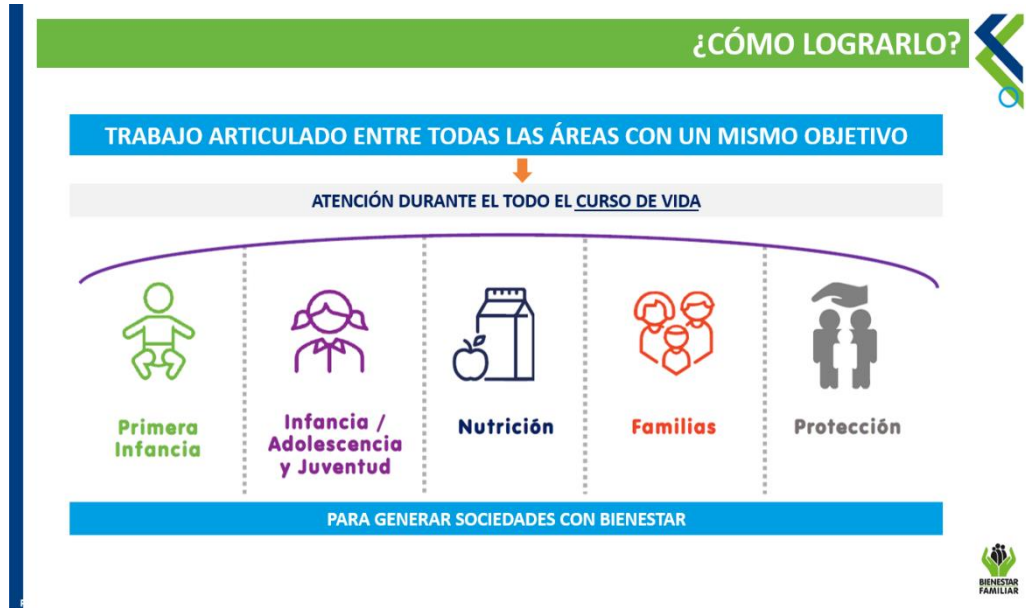 ¿CÓMO LOGRARLO?
TRABAJO ARTICULADO ENTRE TODAS LAS ÁREAS CON UN MISMO OBJETIVO
ATENCIÓN DURANTE EL TODO EL CURSO DE VIDA
Primera
Infancia
Infancia /
Adolescencia
y Juventud
Nutrición
Familias
Protección
PARA GENERAR SOCIEDADES CON BIENESTAR
BIENESTAR
FAMILIAR